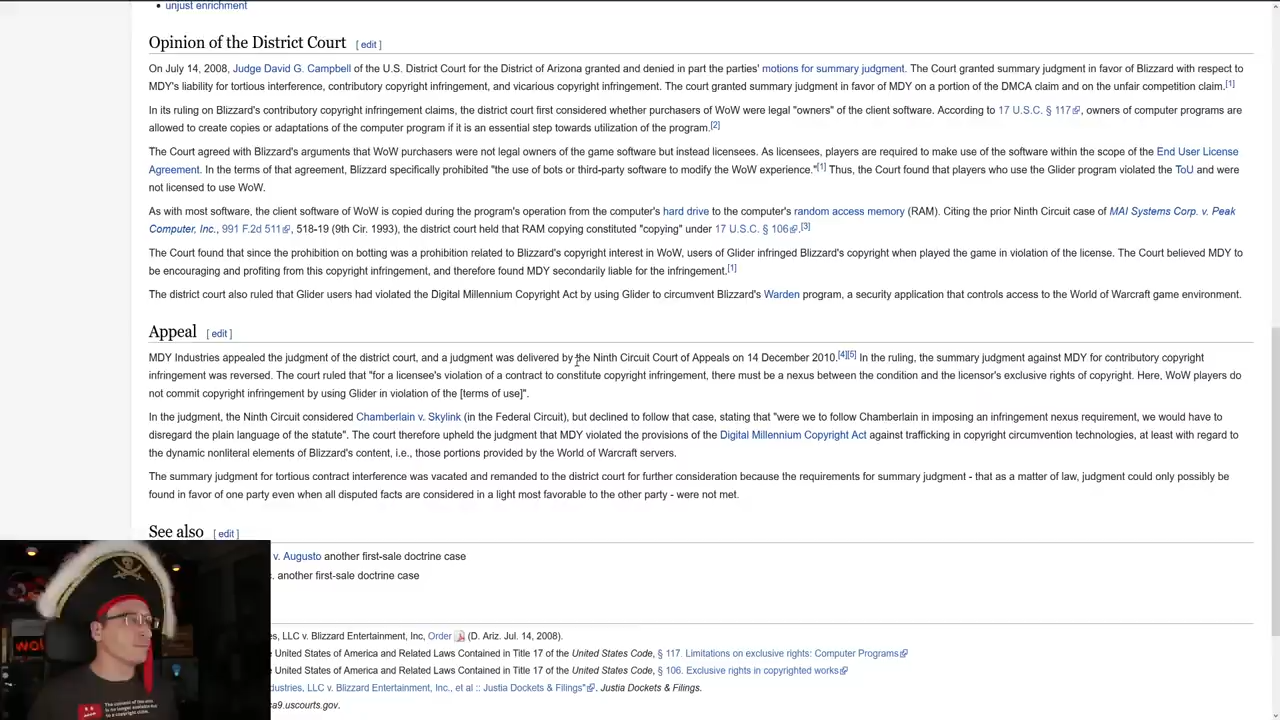 unjust enrichment
Opinion of the District Court [ edit ]
On July 14, 2008, Judge David G. Campbell of the U.S. District Court for the District of Arizona granted and denied in part the parties' motions for summary judgment. The Court granted summary judgment in favor of Blizzard with respect to
MDY's liability for tortious interference, contributory copyright infringement, and vicarious copyright infringement. The court granted summary judgment in favor of MDY on a portion of the DMCA claim and on the unfair competition claim.[1]
In its ruling on Blizzard's contributory copyright infringement claims, the district court first considered whether purchasers of WoW were legal "owners" of the client software. According to 17 U.S.C. § 117, owners of computer programs are
allowed to create copies or adaptations of the computer program if it is an essential step towards utilization of the program.[2]
The Court agreed with Blizzard's arguments that WoW purchasers were not legal owners of the game software but instead licensees. As licensees, players are required to make use of the software within the scope of the End User License
Agreement. In the terms of that agreement, Blizzard specifically prohibited "the use of bots or third-party software to modify the WoW experience."[1] Thus, the Court found that players who use the Glider program violated the ToU and were
not licensed to use WoW.
As with most software, the client software of WoW is copied during the program's operation from the computer's hard drive to the computer's random access memory (RAM). Citing the prior Ninth Circuit case of MAI Systems Corp. v. Peak
Computer, Inc., 991 F.2d 511, 518-19 (9th Cir. 1993), the district court held that RAM copying constituted "copying" under 17 U.S.C. § 106.[3]
The Court found that since the prohibition on botting was a prohibition related to Blizzard's copyright interest in WoW, users of Glider infringed Blizzard's copyright when played the game in violation of the license. The Court believed MDY to
be encouraging and profiting from this copyright infringement, and therefore found MDY secondarily liable for the infringement.[1]
The district court also ruled that Glider users had violated the Digital Millennium Copyright Act by using Glider to circumvent Blizzard's Warden program, a security application that controls access to the World of Warcraft game environment.
Appeal [ edit ]
MDY Industries appealed the judgment of the district court, and a judgment was delivered by the Ninth Circuit Court of Appeals on 14 December 2010.[4][5] In the ruling, the summary judgment against MDY for contributory copyright
infringement was reversed. The court ruled that "for a licensee's violation of a contract to constitute copyright infringement, there must be a nexus between the condition and the licensor's exclusive rights of copyright. Here, WoW players do
not commit copyright infringement by using Glider in violation of the [terms of use]".
In the judgment, the Ninth Circuit considered Chamberlain v. Skylink (in the Federal Circuit), but declined to follow that case, stating that "were we to follow Chamberlain in imposing an infringement nexus requirement, we would have to
disregard the plain language of the statute". The court therefore upheld the judgment that MDY violated the provisions of the Digital Millennium Copyright Act against trafficking in copyright circumvention technologies, at least with regard to
the dynamic nonliteral elements of Blizzard's content, i.e., those portions provided by the World of Warcraft servers.
The summary judgment for tortious contract interference was vacated and remanded to the district court for further consideration because the requirements for summary judgment - that as a matter of law, judgment could only possibly be
found in favor of one party even when all disputed facts are considered in a light most favorable to the other party - were not met.
See also [ edit ]
v. Augusto another first-sale doctrine case
another first-sale doctrine case
LLC v. Blizzard Entertainment, Inc, Order (D. Ariz. Jul. 14, 2008).
United States of America and Related Laws Contained in Title 17 of the United States Code, § 117. Limitations on exclusive rights: Computer Programs
United States of America and Related Laws Contained in Title 17 of the United States Code, § 106. Exclusive rights in copyrighted works
LLC v. Blizzard Entertainment, Inc., et al :: Justia Dockets & Filings". Justia Dockets & Filings.
uscourts.gov.